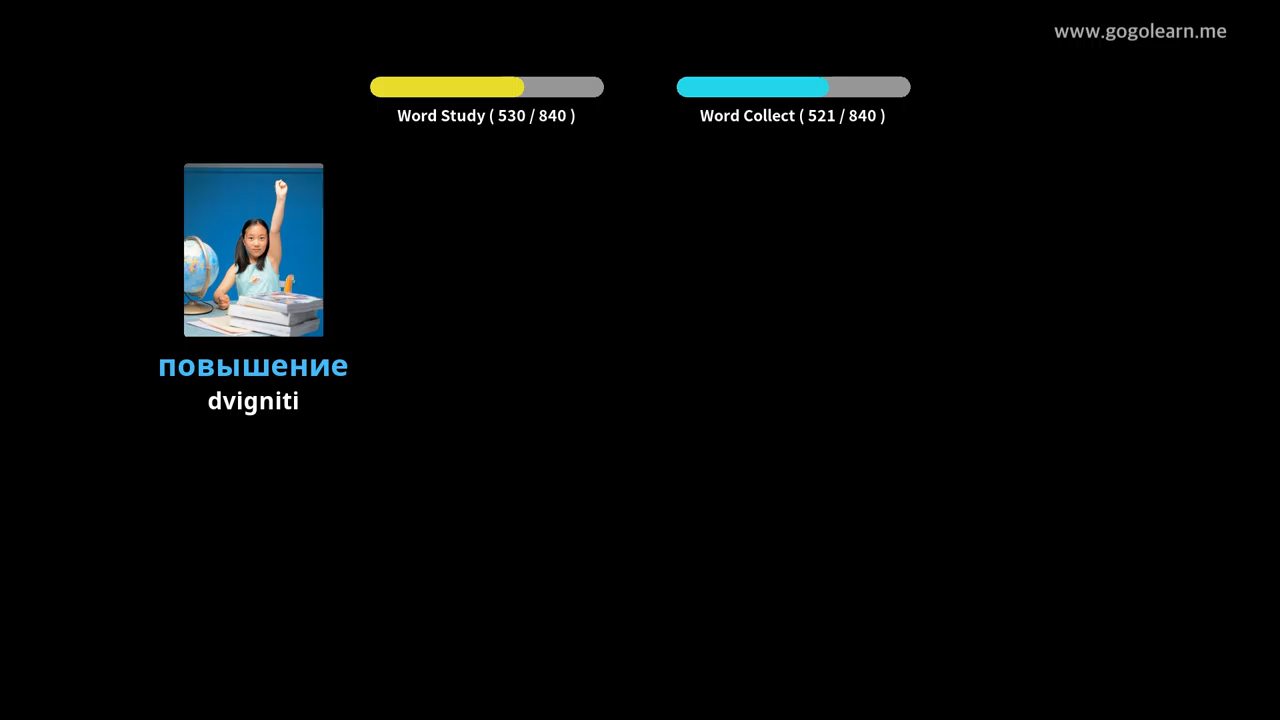 www.gogolearn.me
Word Study ( 530 / 840 )
Word Collect ( 521 / 840 )
повышение
dvigniti